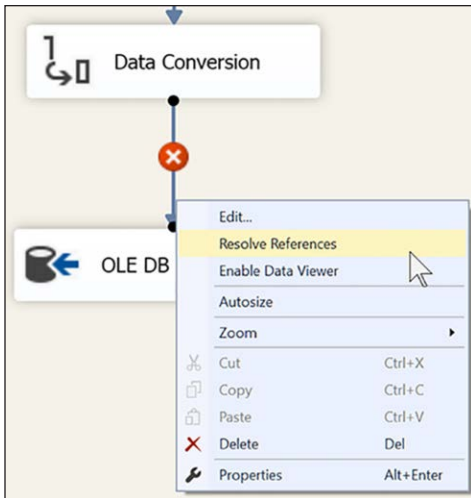 Data Conversion
OLE DB
Edit...
Resolve References
Enable Data Viewer
Autosize
Zoom
Cut Ctrl+X
Copy Ctrl+C
Paste Ctrl+V
Delete Del
Properties Alt+Enter